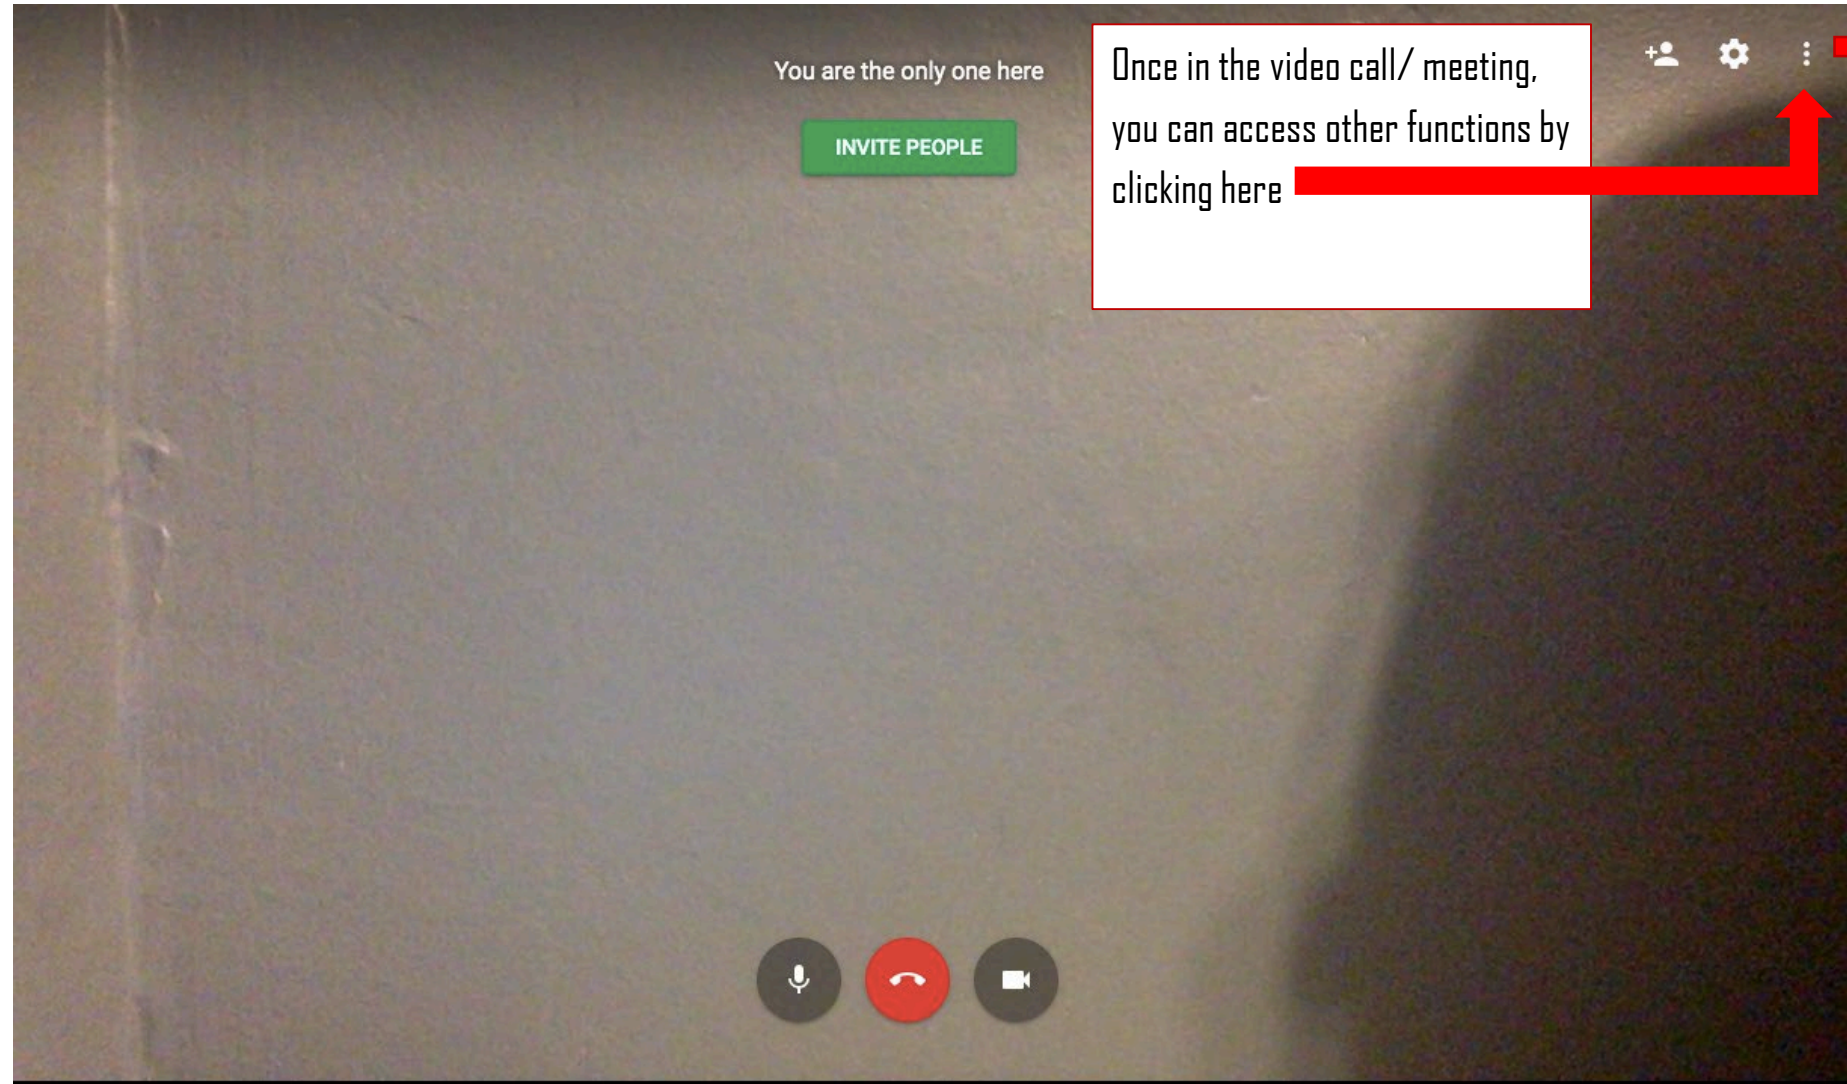 You are the only one here
INVITE PEOPLE
Once in the video call/ meeting,
you can access other functions by
clicking here